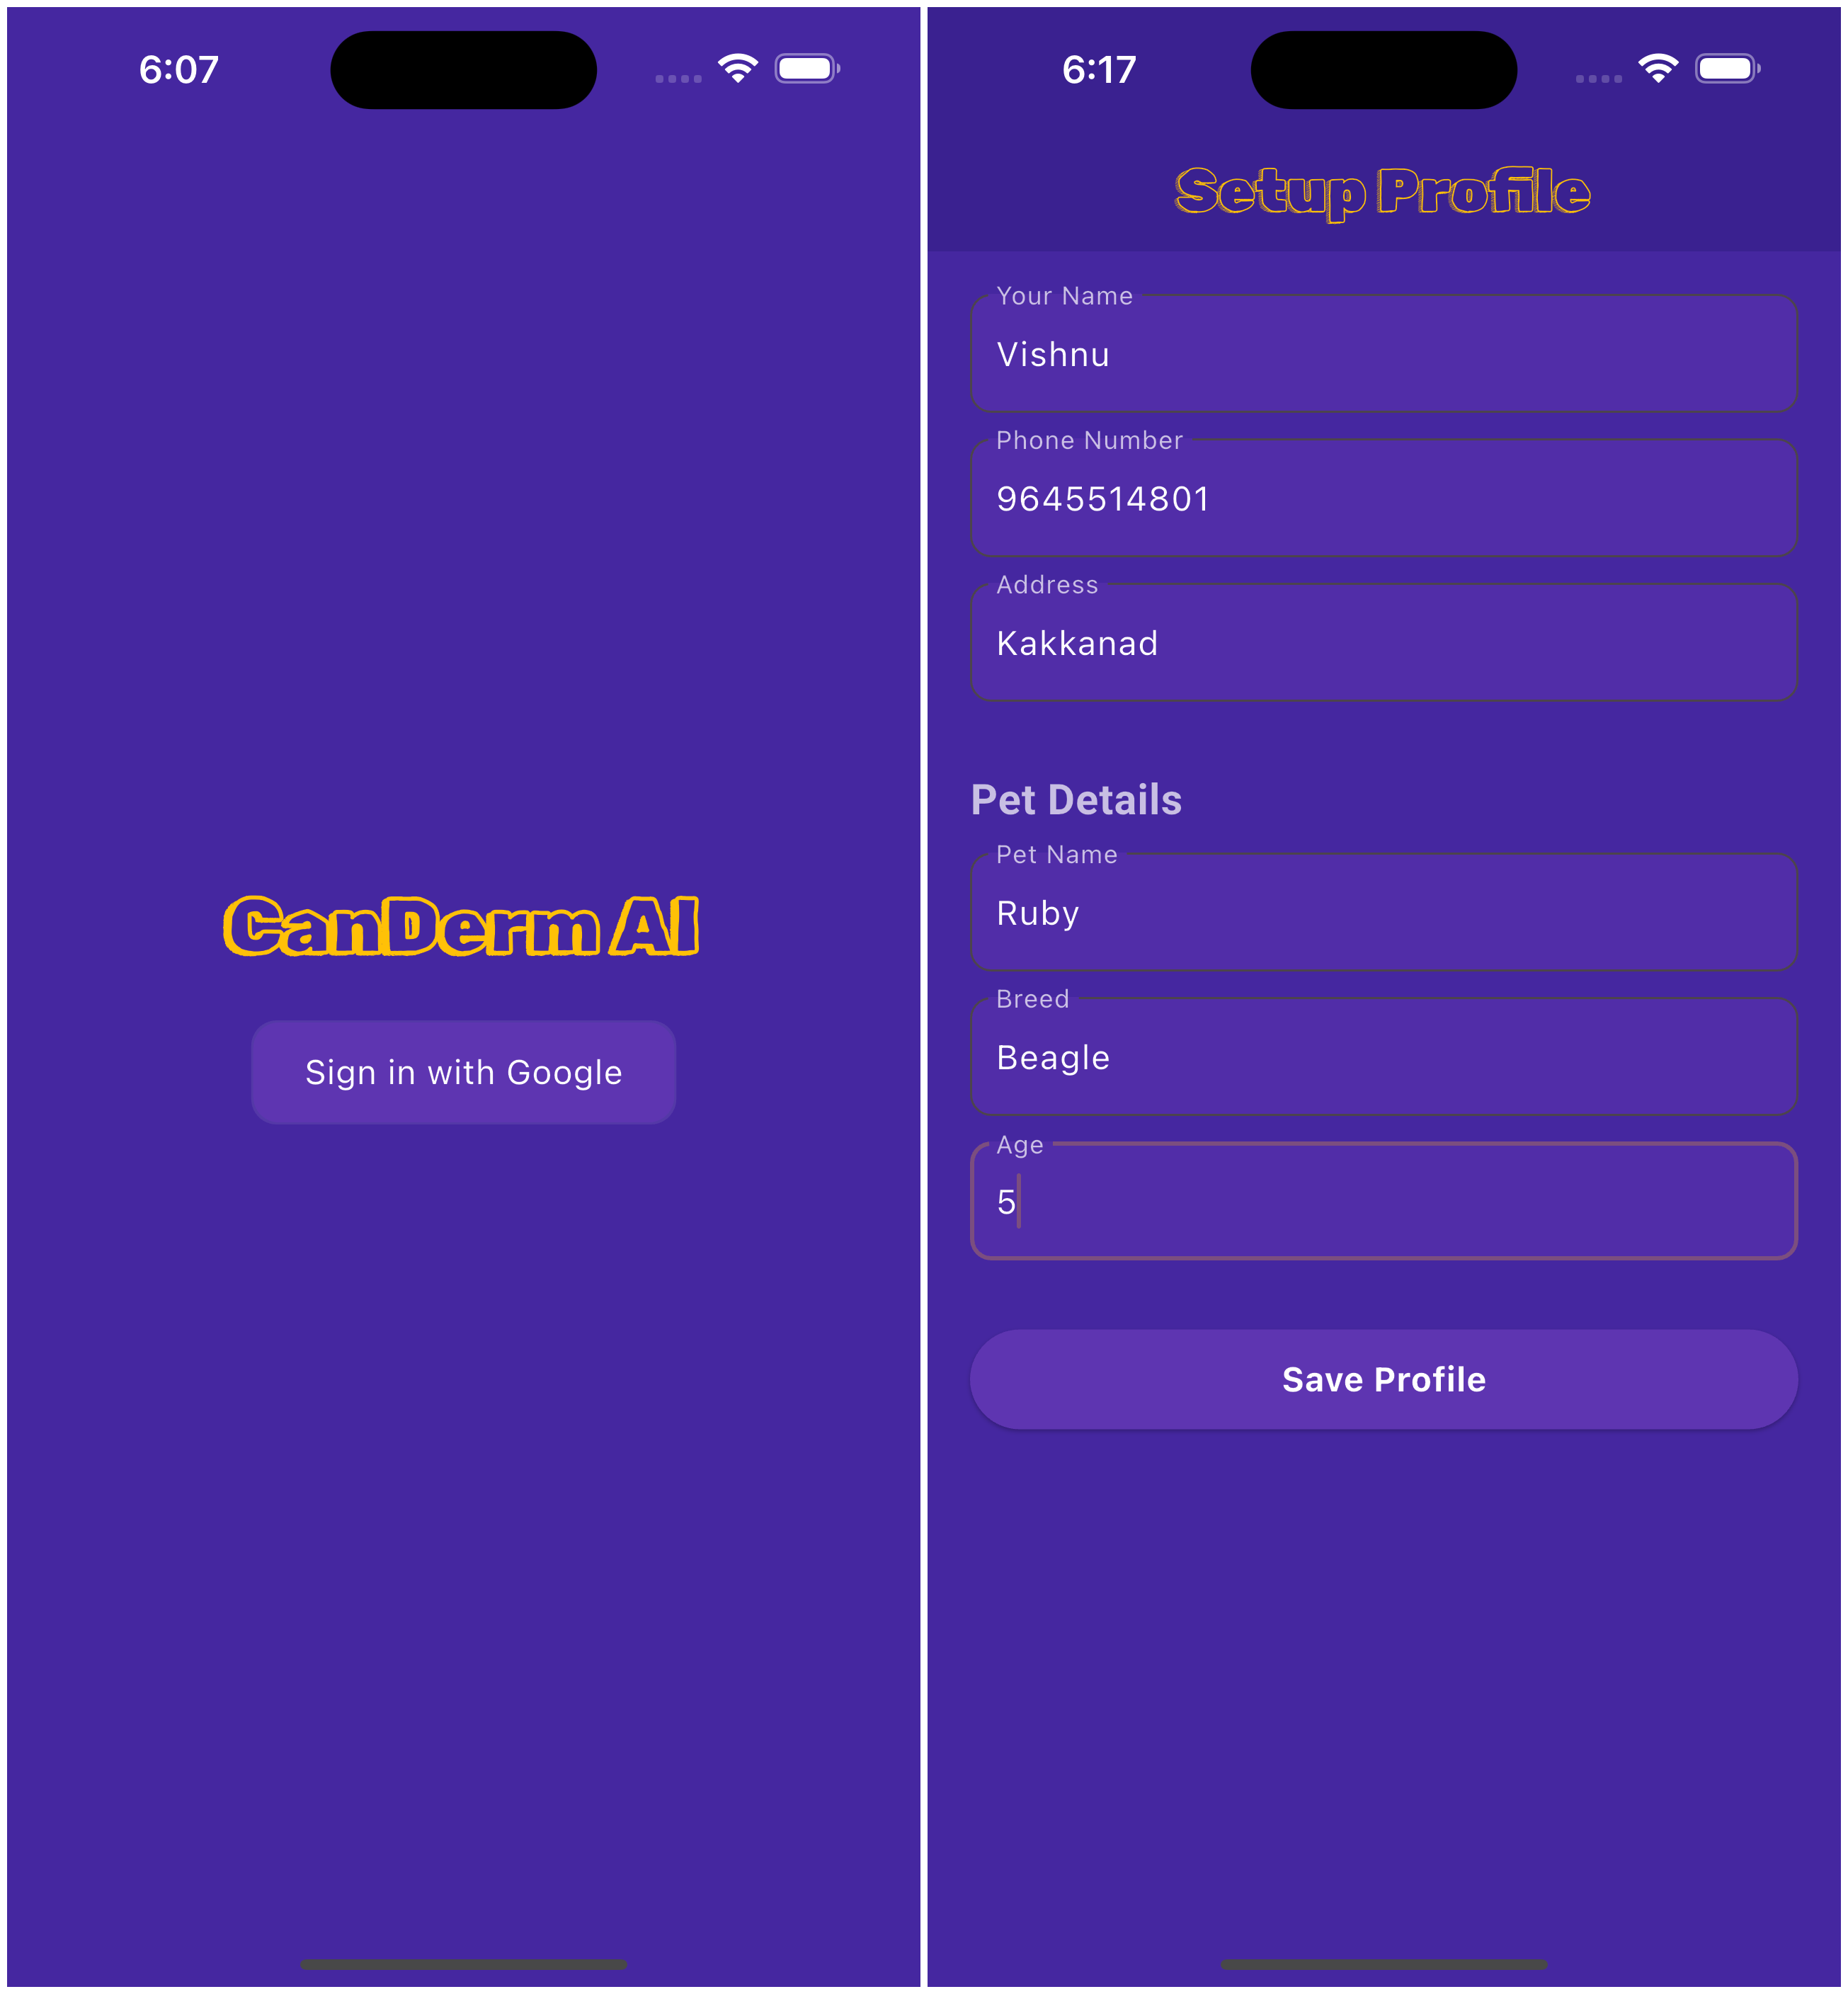 6:07
CanDerm AI
Sign in with Google
6:17
Setup Profile
Your Name
Vishnu
Phone Number
9645514801
Address
Kakkanad
Pet Details
Pet Name
Ruby
Breed
Beagle
Age
5
Save Profile